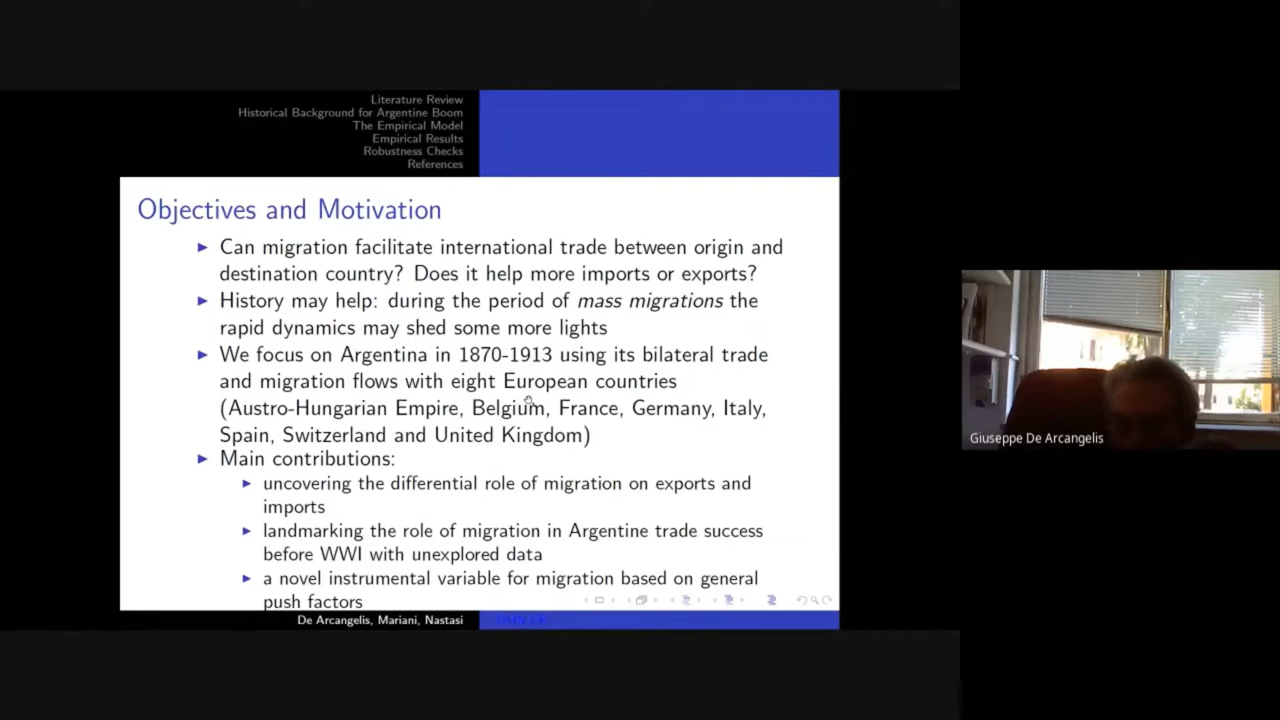 Literature Review
Historical Background for Argentine Boom
The Empirical Model
Empirical Results
Robustness Checks
References
Objectives and Motivation
Can migration facilitate international trade between origin and
destination country? Does it help more imports or exports?
History may help: during the period of mass migrations the
rapid dynamics may shed some more lights
We focus on Argentina in 1870-1913 using its bilateral trade
and migration flows with eight European countries
(Austro-Hungarian Empire, Belgium, France, Germany, Italy,
Spain, Switzerland and United Kingdom)
Main contributions:
uncovering the differential role of migration on exports and
imports
landmarking the role of migration in Argentine trade success
before WWI with unexplored data
a novel instrumental variable for migration based on general
push factors
De Arcangelis, Mariani, Nastasi
Giuseppe De Arcangelis